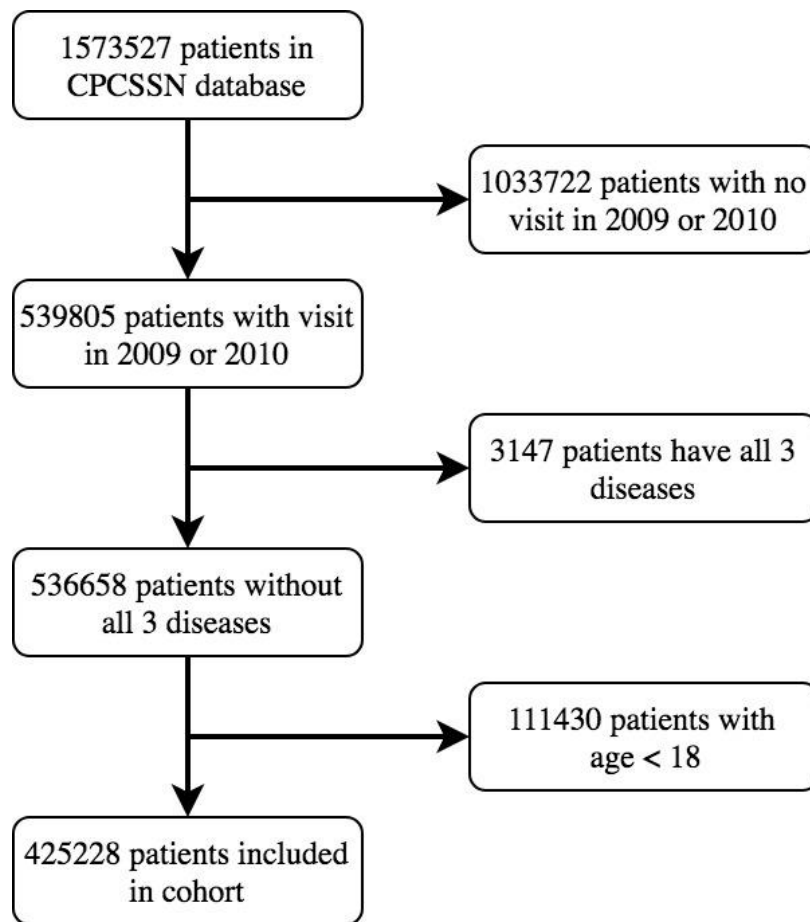 1573527 patients in
CPCSSN database
1033722 patients with no
visit in 2009 or 2010
539805 patients with visit
in 2009 or 2010
3147 patients have all 3
diseases
536658 patients without
all 3 diseases
111430 patients with
age < 18
425228 patients included
in cohort